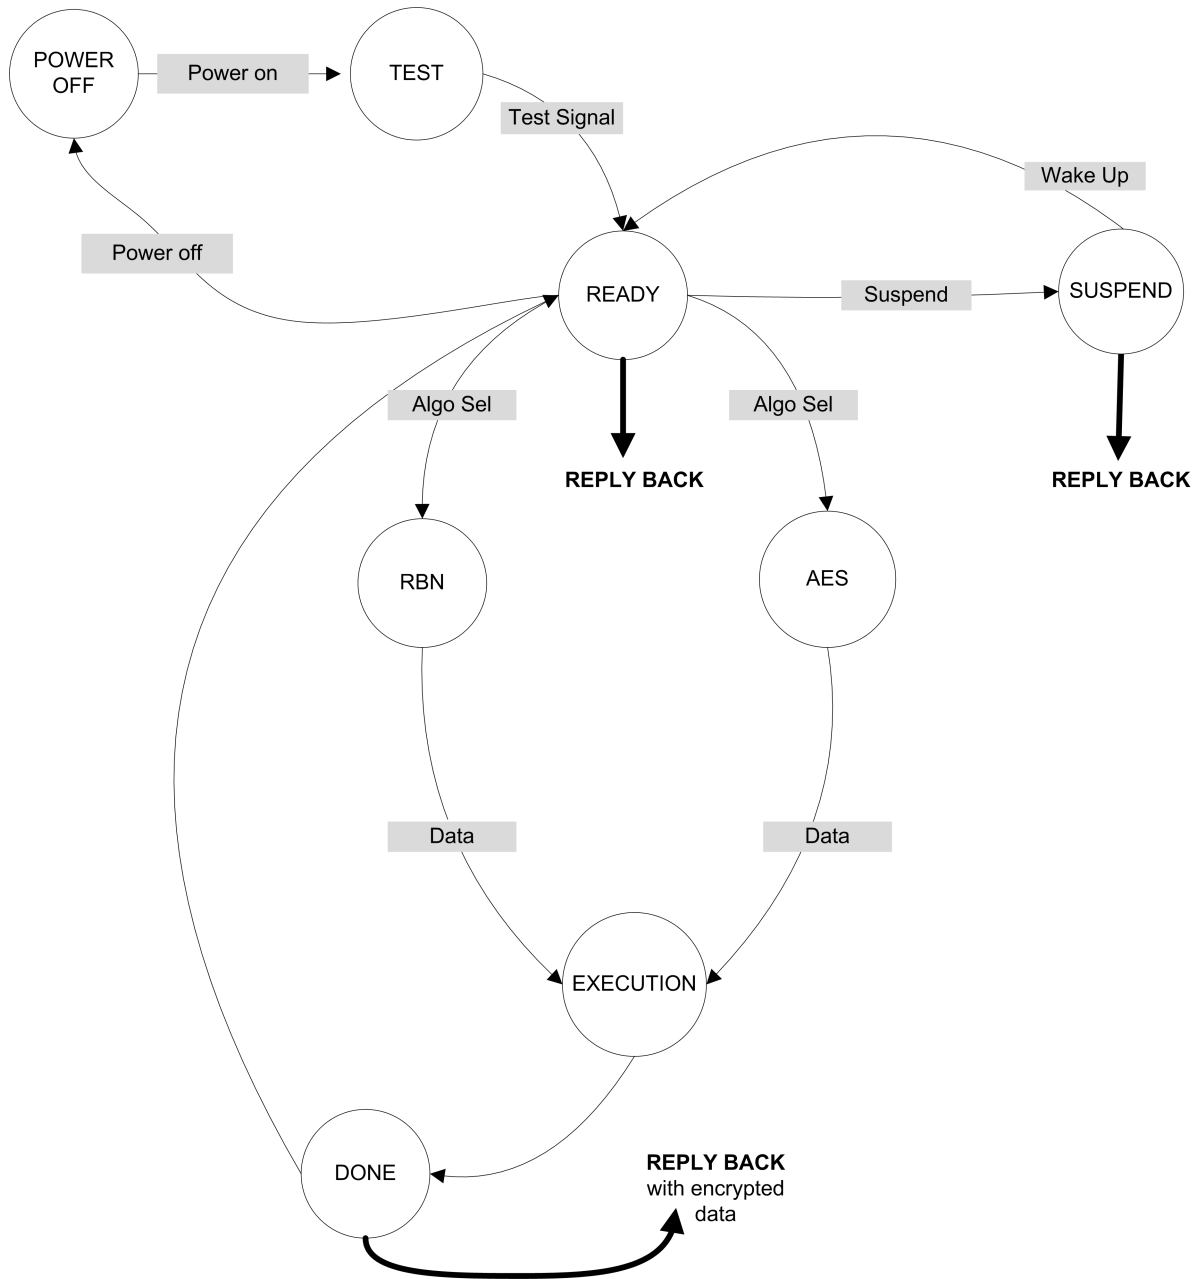 POWER
OFF
Power on
TEST
Test Signal
Wake Up
Power off
READY
Suspend
SUSPEND
Algo Sel
Algo Sel
REPLY BACK
REPLY BACK
RBN
AES
Data
Data
EXECUTION
DONE
REPLY BACK
with encrypted
data